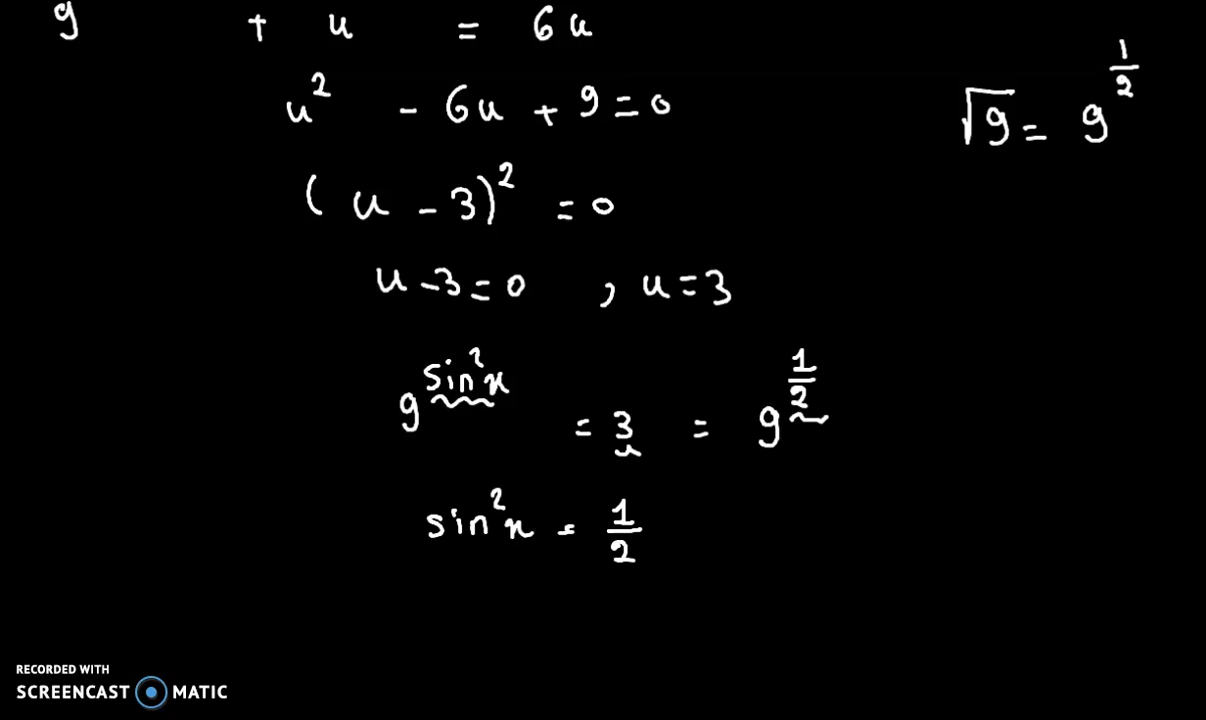 9 + u = 6u
u² - 6u + 9 = 0
√9 = 9^(1/2)
(u - 3)² = 0
u - 3 = 0 , u = 3
9^(sin²x) = 3 = 9^(1/2)
sin²x = 1/2
RECORDED WITH
SCREENCAST MATIC